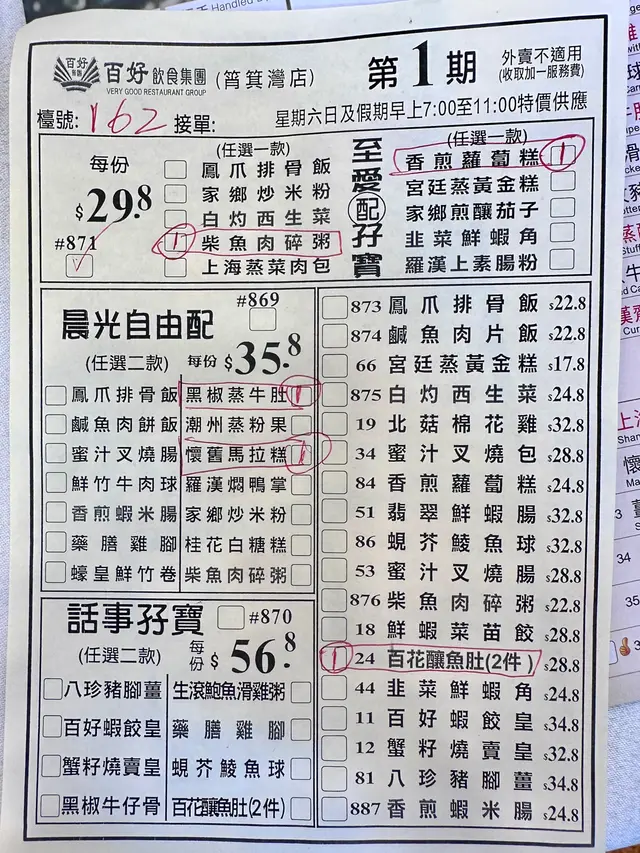 百好 飲食集團 (筲箕灣店)
VERY GOOD RESTAURANT GROUP
第1期
外賣不適用
(收取加一服務費)
檯號: 162 接單:
星期六日及假期早上7:00至11:00特價供應
每份
$29.8
#871
(任選一款)
鳳爪排骨飯
家鄉炒米粉
白灼西生菜
1 柴魚肉碎粥
上海蒸菜肉包
至愛配孖寶
(任選一款)
香煎蘿蔔糕 1
宮廷蒸黃金糕
家鄉煎釀茄子
韭菜鮮蝦角
羅漢上素腸粉
#869
晨光自由配
(任選二款) 每份 $35.8
鳳爪排骨飯 黑椒蒸牛肚 1
鹹魚肉餅飯 潮州蒸粉果
蜜汁叉燒腸 懷舊馬拉糕 1
鮮竹牛肉球 羅漢燜鴨掌
香煎蝦米腸 家鄉炒米粉
藥膳雞腳 桂花白糖糕
蠔皇鮮竹卷 柴魚肉碎粥
話事孖寶 #870
(任選二款) 每份 $56.8
八珍豬腳薑 生滾鮑魚滑雞粥
百好蝦餃皇 藥膳雞腳
蟹籽燒賣皇 蜆芥鯪魚球
黑椒牛仔骨 百花釀魚肚(2件)
873 鳳爪排骨飯 $22.8
874 鹹魚肉片飯 $22.8
66 宮廷蒸黃金糕 $17.8
875 白灼西生菜 $24.8
19 北菇棉花雞 $32.8
34 蜜汁叉燒包 $28.8
84 香煎蘿蔔糕 $24.8
51 翡翠鮮蝦腸 $32.8
86 蜆芥鯪魚球 $32.8
53 蜜汁叉燒腸 $28.8
876 柴魚肉碎粥 $22.8
18 鮮蝦菜苗餃 $28.8
1 24 百花釀魚肚(2件) $28.8
44 韭菜鮮蝦角 $24.8
11 百好蝦餃皇 $34.8
12 蟹籽燒賣皇 $32.8
81 八珍豬腳薑 $34.8
887 香煎蝦米腸 $24.8